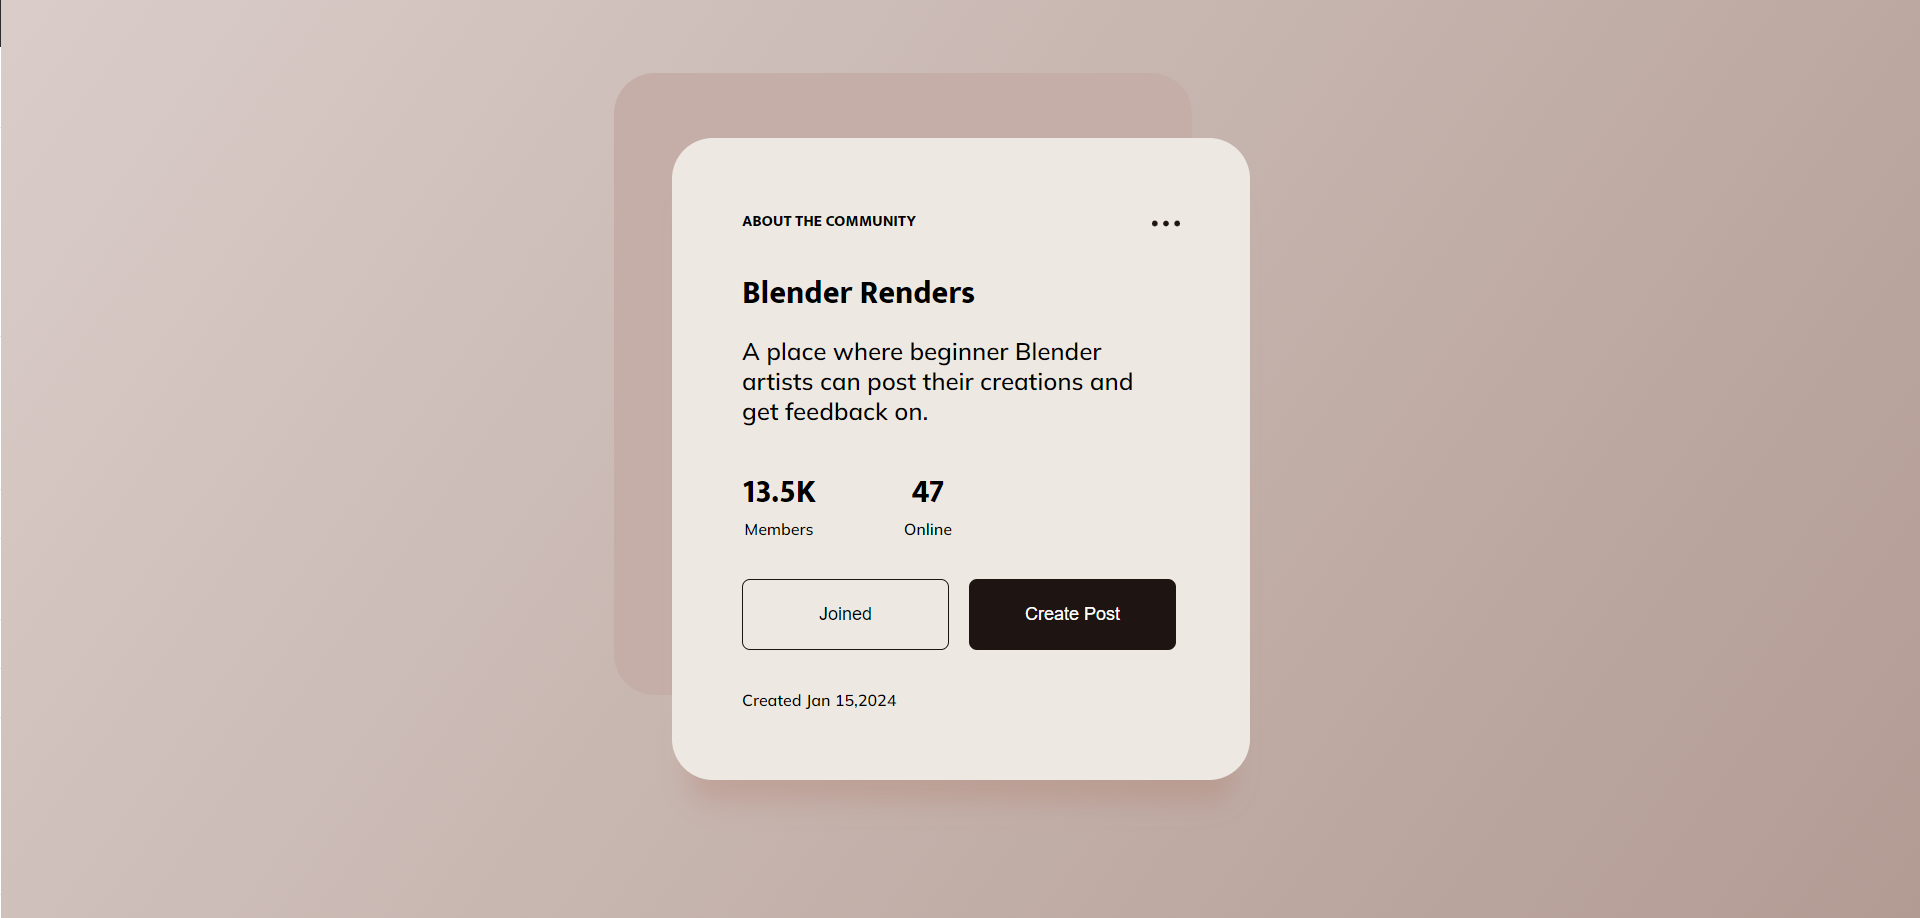 ABOUT THE COMMUNITY
Blender Renders
A place where beginner Blender
artists can post their creations and
get feedback on.
13.5K 47
Members Online
Joined Create Post
Created Jan 15,2024